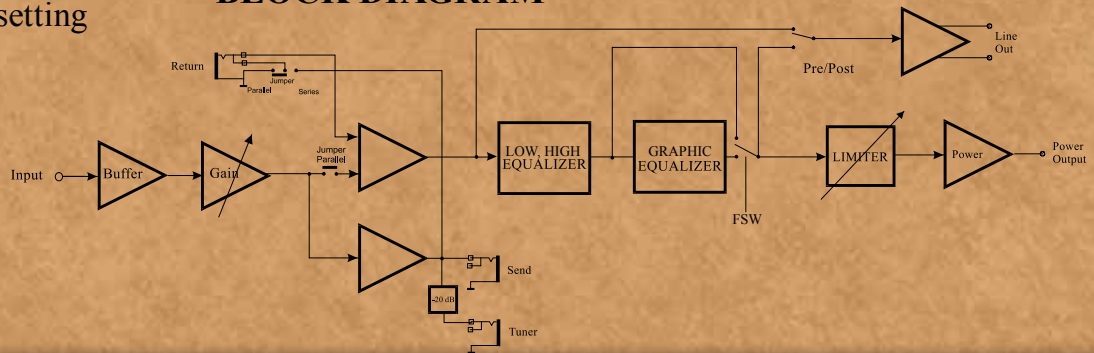 setting
BLOCK DIAGRAM
Return
Jumper
Parallel
Series
Line
Out
Pre/Post
Input
Buffer
Gain
Jumper
Parallel
LOW, HIGH
EQUALIZER
GRAPHIC
EQUALIZER
LIMITER
Power
Power
Output
FSW
Send
-20 dB
Tuner